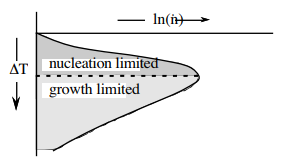 ln(ṅ)
ΔT
nucleation limited
growth limited